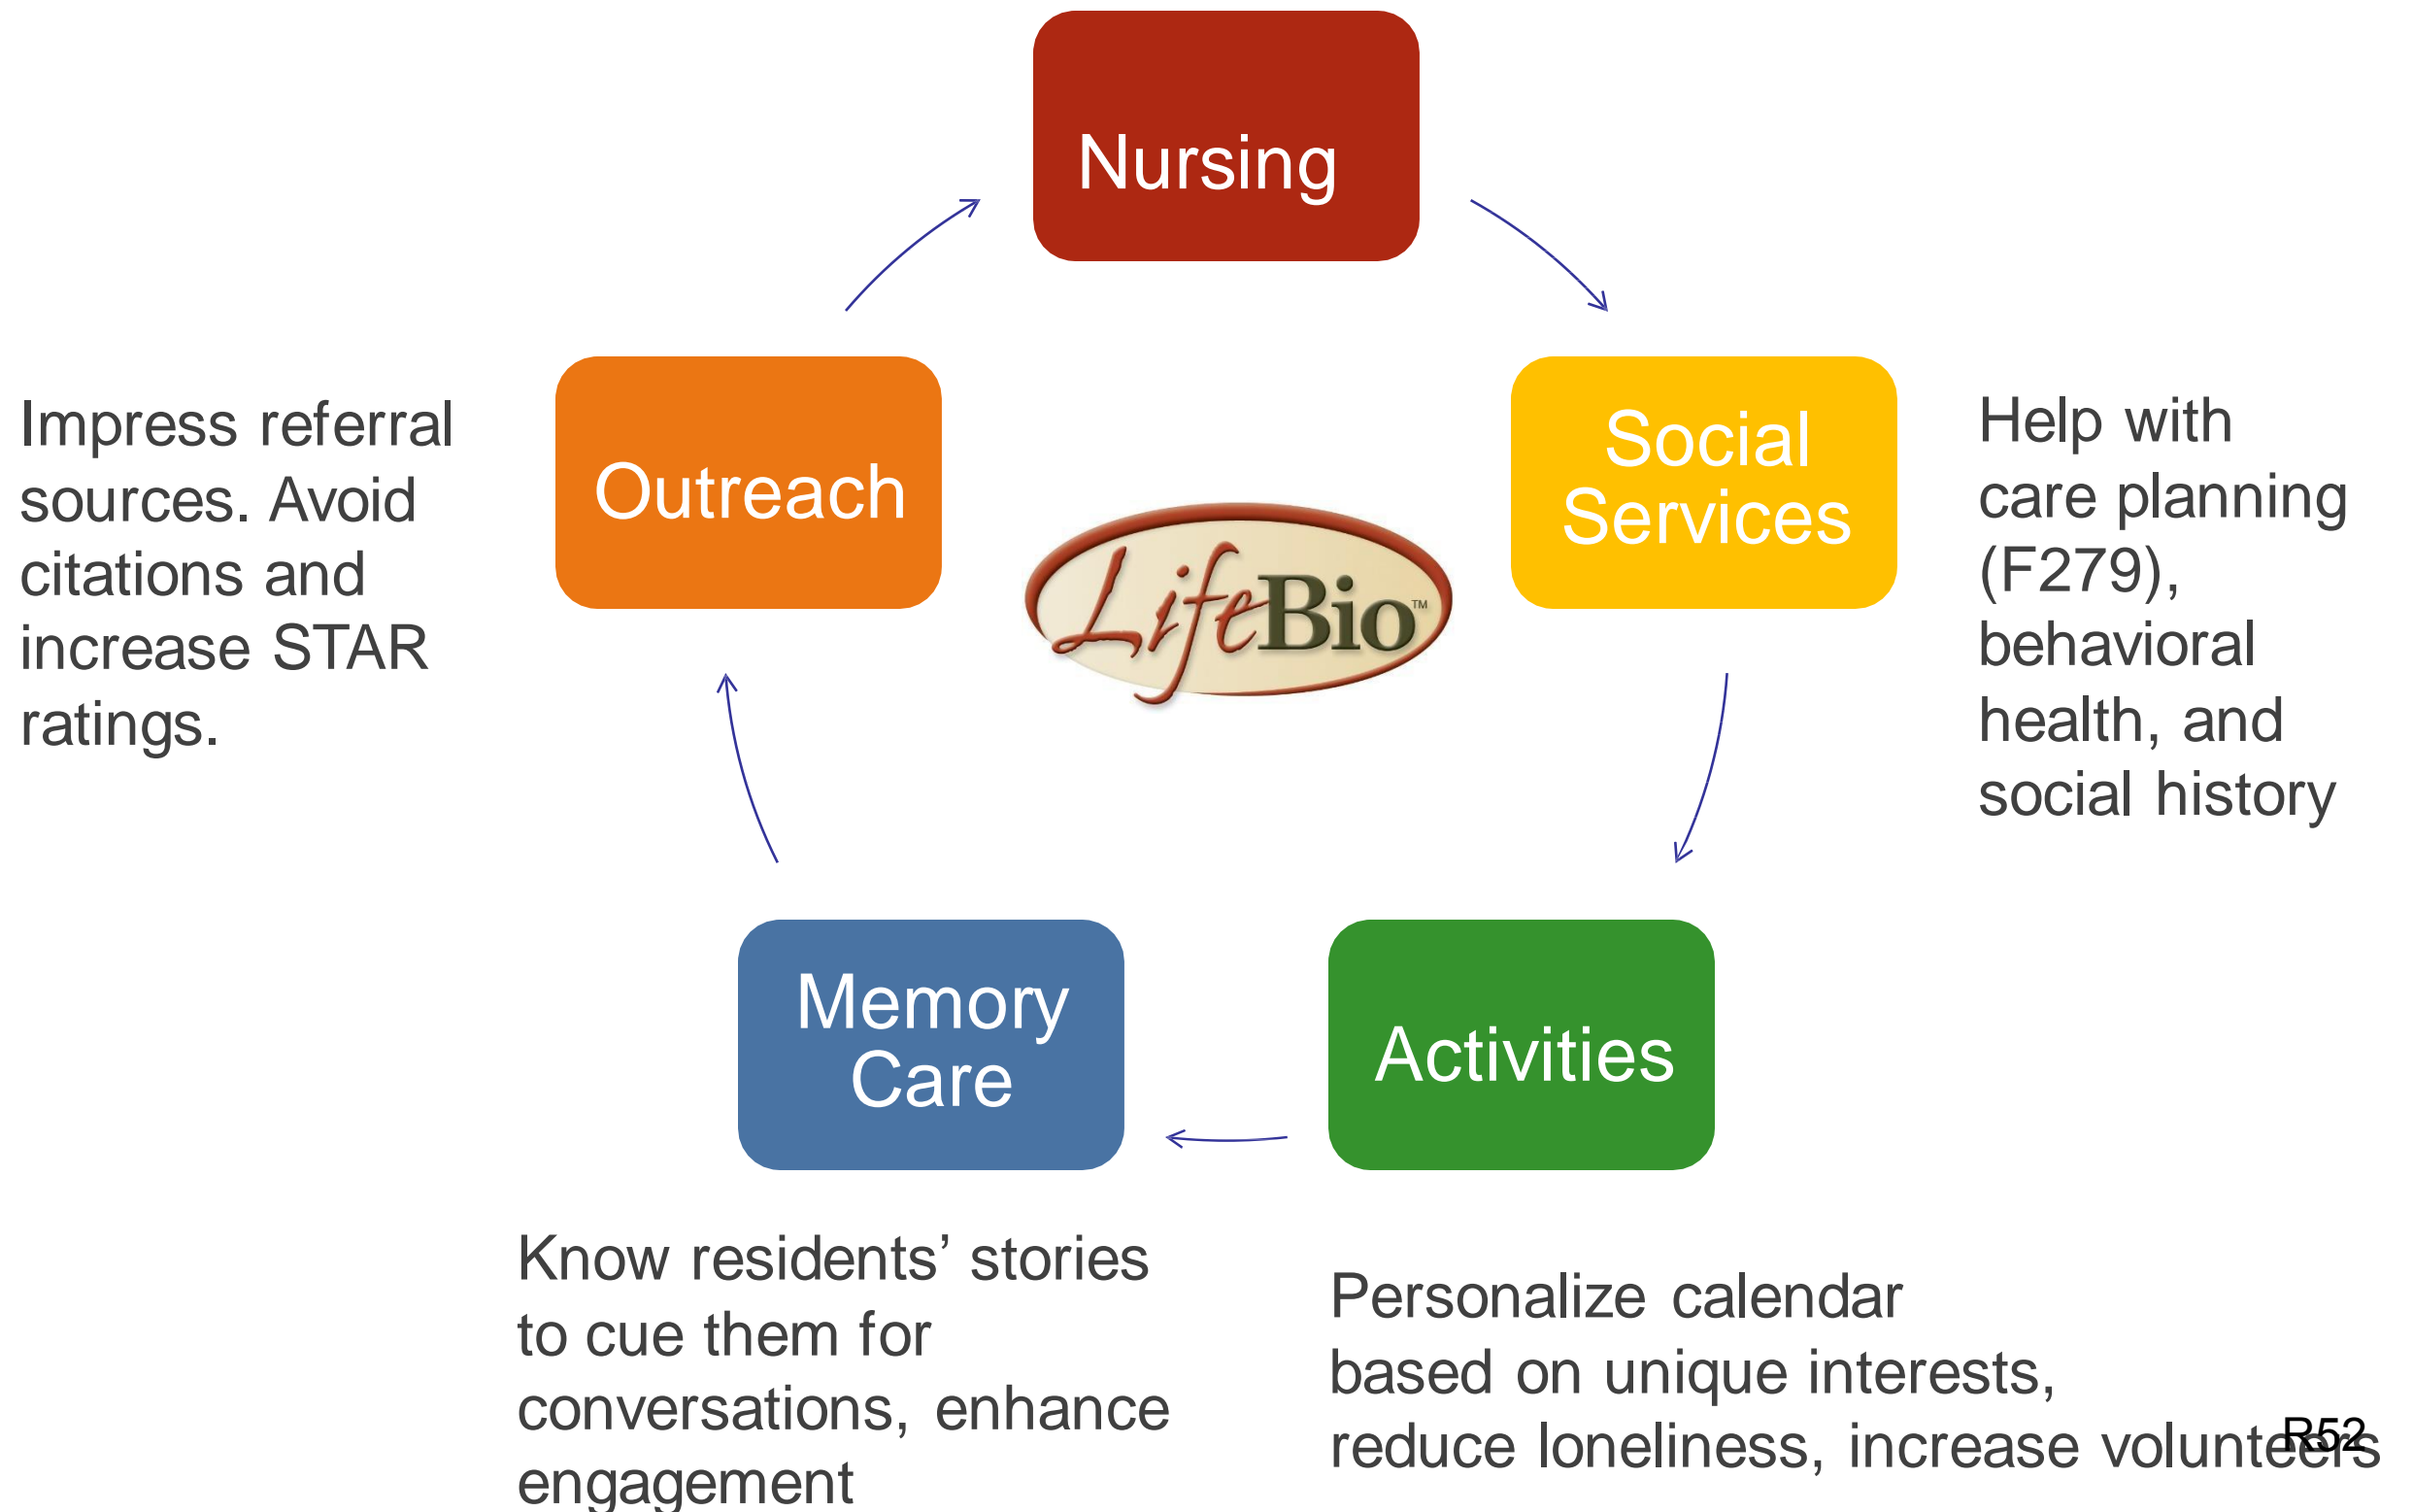 Nursing
Outreach
Social
Services
Impress referral
sources. Avoid
citations and
increase STAR
ratings.
LifeBio™
Help with
care planning
(F279),
behavioral
health, and
social history
Memory
Care
Activities
Know residents’ stories
to cue them for
conversations, enhance
engagement
Personalize calendar
based on unique interests,
reduce loneliness, increase volunteers
R52